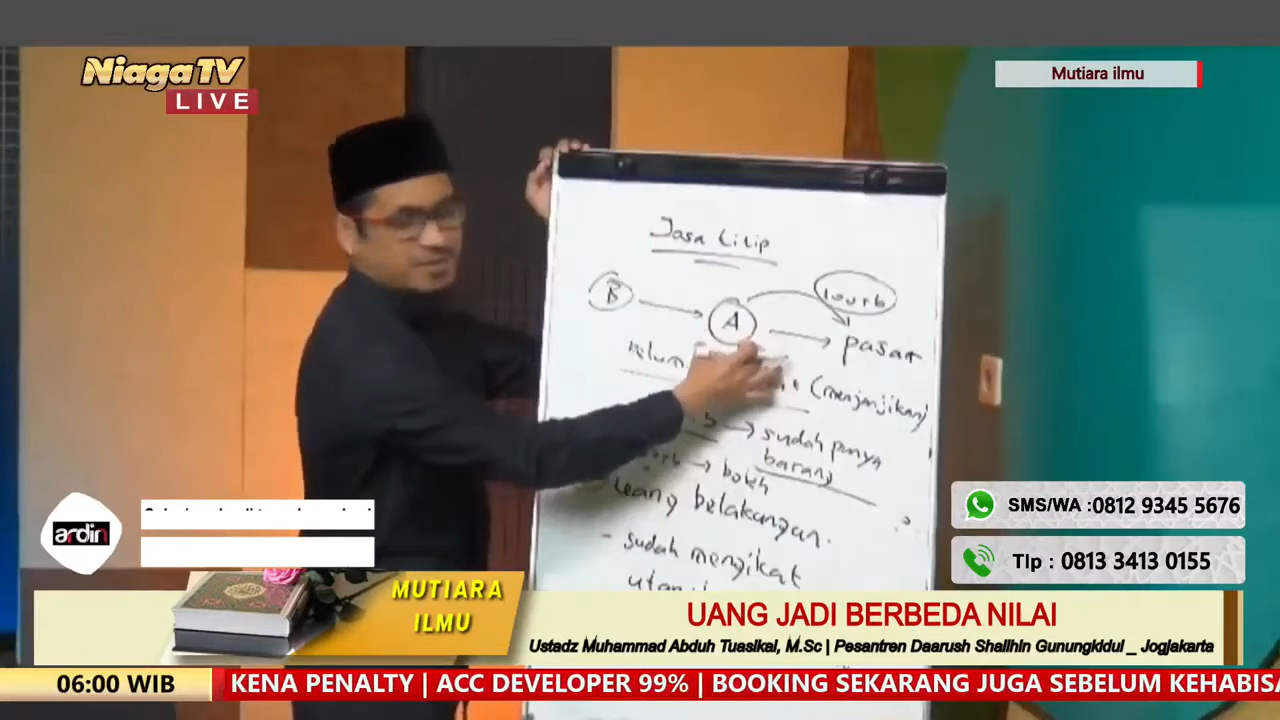 NiagaTV
LIVE
Mutiara ilmu
Jasa titip
B
A
100rb
pasar
(menjanjikan)
sudah punya
barang
boleh
uang belakangan.
- sudah mengikat
SMS/WA :0812 9345 5676
Tlp : 0813 3413 0155
ardin
MUTIARA
ILMU
UANG JADI BERBEDA NILAI
Ustadz Muhammad Abduh Tuasikal, M.Sc | Pesantren Daarush Shalihin Gunungkidul _ Jogjakarta
06:00 WIB
KENA PENALTY | ACC DEVELOPER 99% | BOOKING SEKARANG JUGA SEBELUM KEHABISA